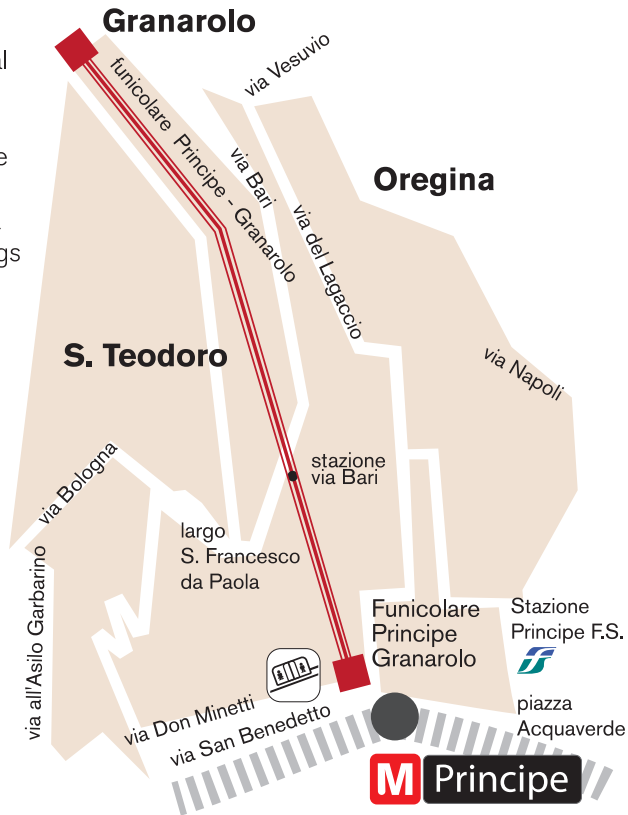 Granarolo
al
e
gs
funicolare Principe - Granarolo
via Vesuvio
via Bari
Oregina
via del Lagaccio
S. Teodoro
via Napoli
stazione
via Bari
via Bologna
largo
S. Francesco
da Paola
via all'Asilo Garbarino
Funicolare
Principe
Granarolo
Stazione
Principe F.S.
via Don Minetti
via San Benedetto
piazza
Acquaverde
M Principe